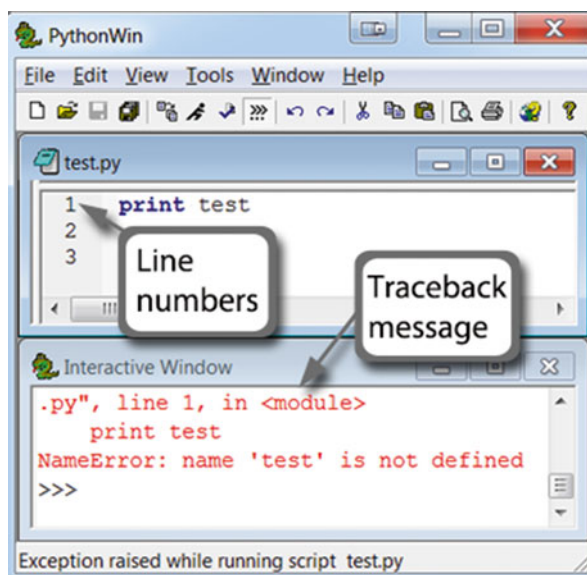 PythonWin
File Edit View Tools Window Help
test.py
1 print test
2
3
Line
numbers
Traceback
message
Interactive Window
.py", line 1, in <module>
print test
NameError: name 'test' is not defined
>>>
Exception raised while running script test.py